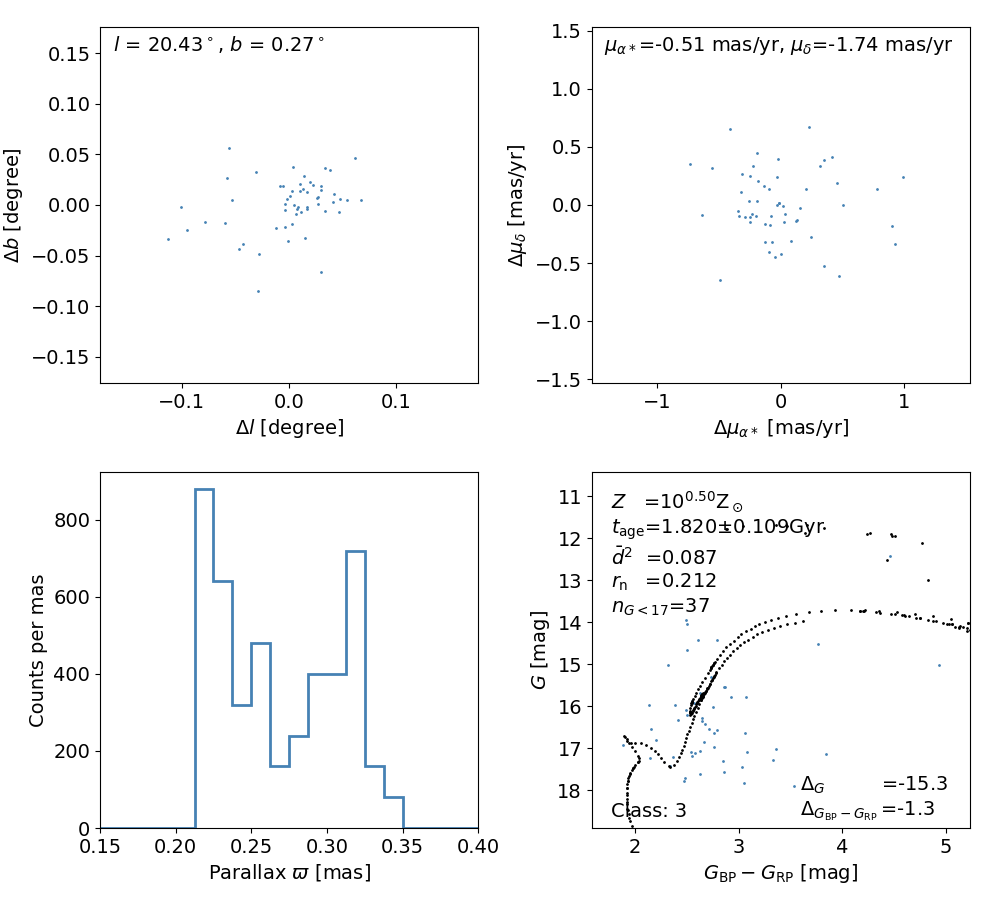 l = 20.43°, b = 0.27°
0.15
0.10
0.05
0.00
−0.05
−0.10
−0.15
Δb [degree]
−0.1
0.0
0.1
Δl [degree]
μα*=-0.51 mas/yr, μδ=-1.74 mas/yr
1.5
1.0
0.5
0.0
−0.5
−1.0
−1.5
Δμδ [mas/yr]
−1
0
1
Δμα* [mas/yr]
800
600
400
200
0
Counts per mas
0.15
0.20
0.25
0.30
0.35
0.40
Parallax ϖ [mas]
Z =10^0.50Z⊙
t_age=1.820±0.109Gyr
d̄² =0.087
r_n =0.212
n_G<17=37
11
12
13
14
15
16
17
18
G [mag]
Class: 3
Δ_G =-15.3
Δ_G_BP−G_RP =-1.3
2
3
4
5
G_BP − G_RP [mag]